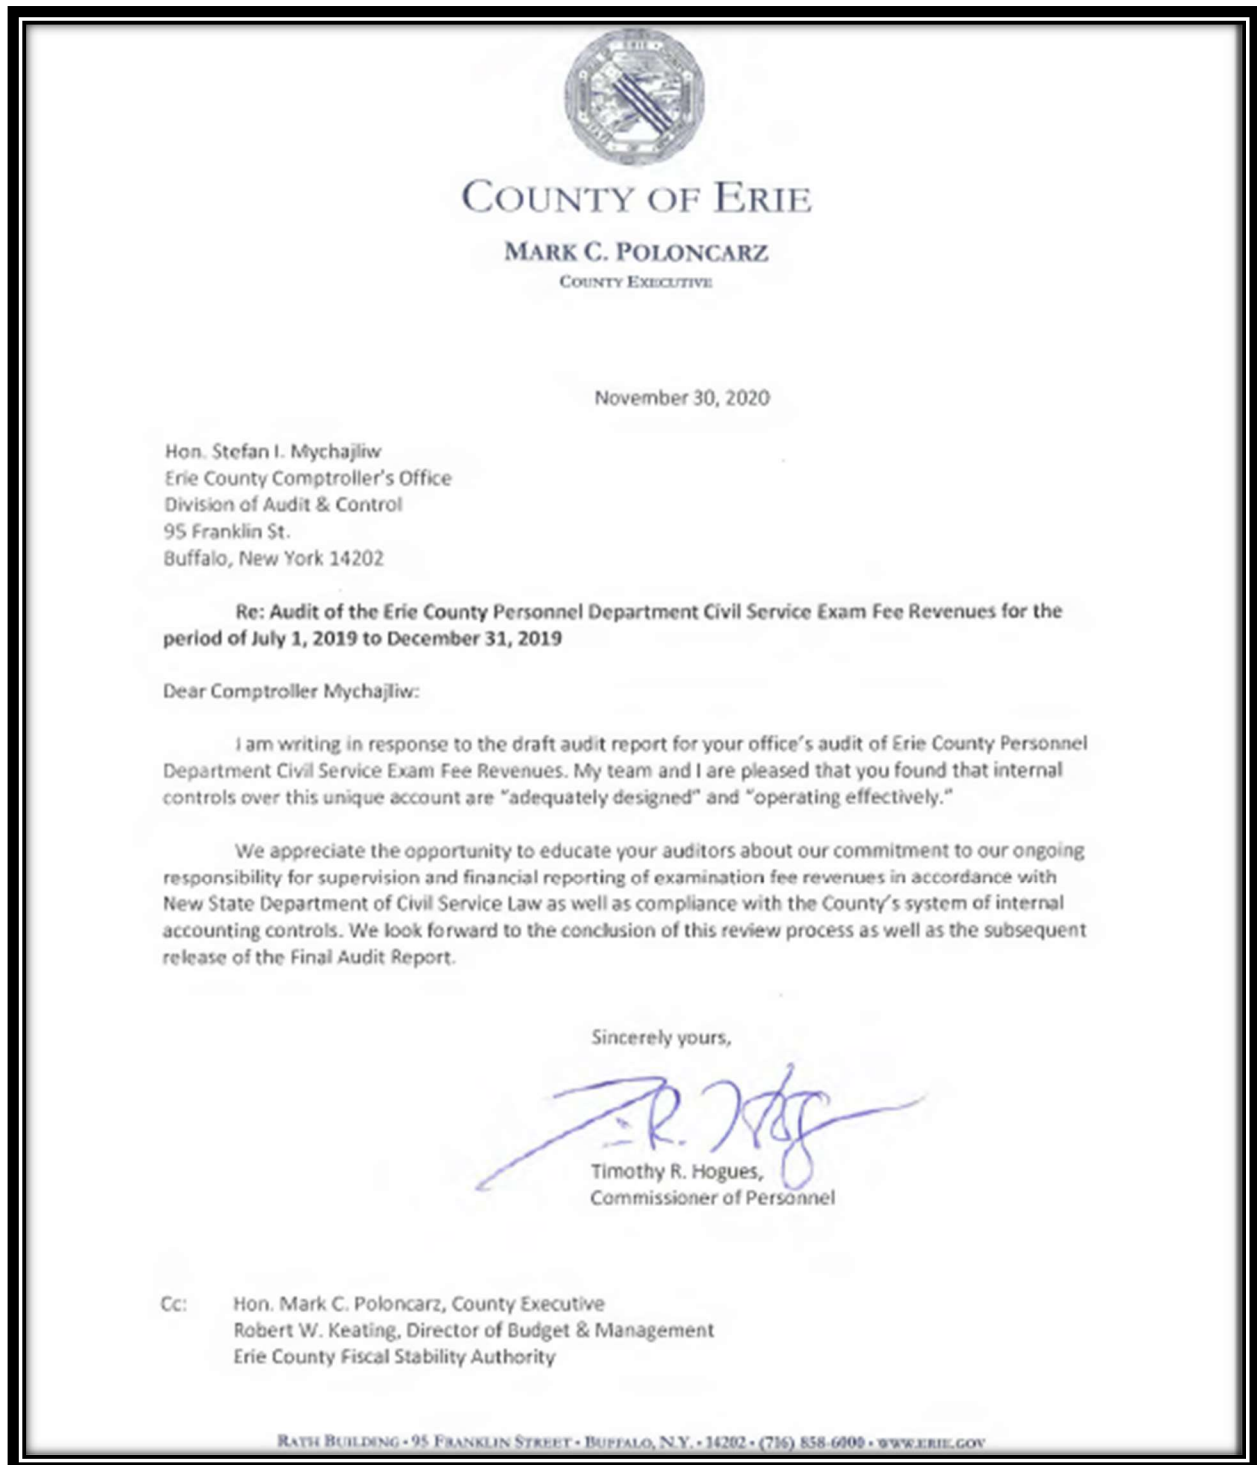 COUNTY OF ERIE
MARK C. POLONCARZ
COUNTY EXECUTIVE
November 30, 2020
Hon. Stefan I. Mychajliw
Erie County Comptroller's Office
Division of Audit & Control
95 Franklin St.
Buffalo, New York 14202
Re: Audit of the Erie County Personnel Department Civil Service Exam Fee Revenues for the
period of July 1, 2019 to December 31, 2019
Dear Comptroller Mychajliw:
I am writing in response to the draft audit report for your office's audit of Erie County Personnel
Department Civil Service Exam Fee Revenues. My team and I are pleased that you found that internal
controls over this unique account are "adequately designed" and "operating effectively."
We appreciate the opportunity to educate your auditors about our commitment to our ongoing
responsibility for supervision and financial reporting of examination fee revenues in accordance with
New State Department of Civil Service Law as well as compliance with the County's system of internal
accounting controls. We look forward to the conclusion of this review process as well as the subsequent
release of the Final Audit Report.
Sincerely yours,
Timothy R. Hogues,
Commissioner of Personnel
Cc: Hon. Mark C. Poloncarz, County Executive
Robert W. Keating, Director of Budget & Management
Erie County Fiscal Stability Authority
RATH BUILDING • 95 FRANKLIN STREET • BUFFALO, N.Y. • 14202 • (716) 858-6000 • WWW.ERIE.GOV